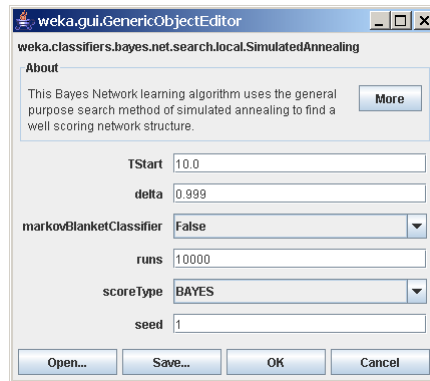 weka.gui.GenericObjectEditor
weka.classifiers.bayes.net.search.local.SimulatedAnnealing
About
This Bayes Network learning algorithm uses the general
purpose search method of simulated annealing to find a
well scoring network structure.
More
TStart 10.0
delta 0.999
markovBlanketClassifier False
runs 10000
scoreType BAYES
seed 1
Open... Save... OK Cancel